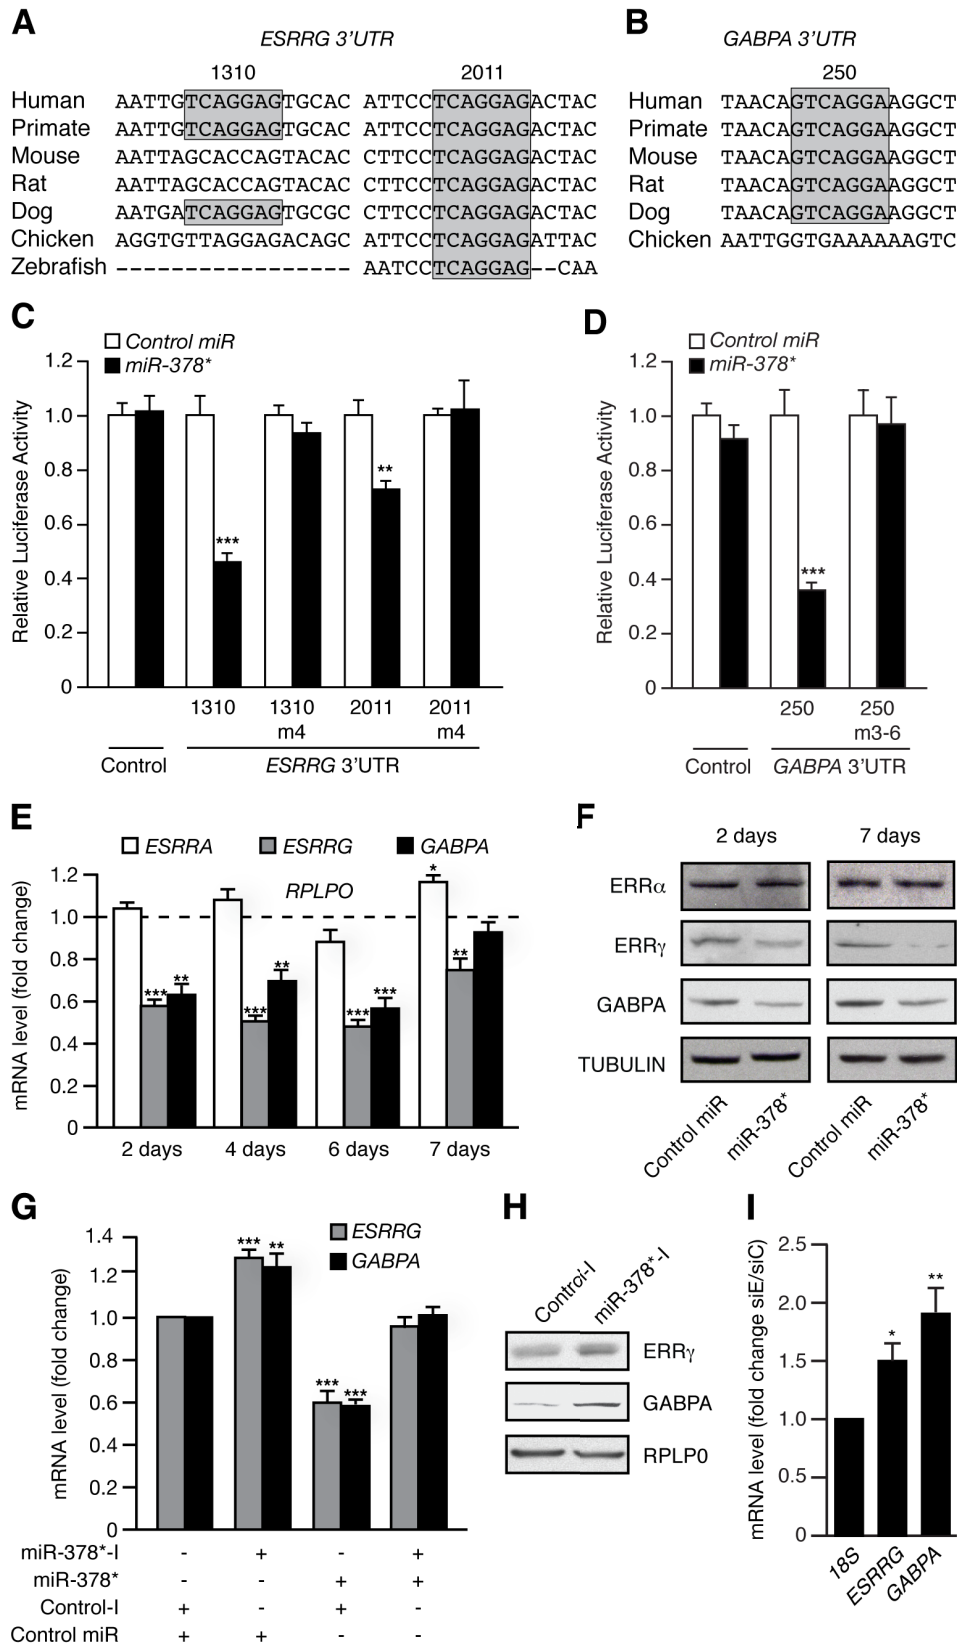 A
ESRRG 3'UTR
1310 2011
Human AATTGTCAGGAGTGCAC ATTCCTCAGGAGACTAC
Primate AATTGTCAGGAGTGCAC ATTCCTCAGGAGACTAC
Mouse AATTAGCACCAGTACAC CTTCCTCAGGAGACTAC
Rat AATTAGCACCAGTACAC CTTCCTCAGGAGACTAC
Dog AATGATCAGGAGTGCGC CTTCCTCAGGAGACTAC
Chicken AGGTGTTAGGAGACAGC ATTCCTCAGGAGATTAC
Zebrafish ----------------- AATCCTCAGGAG--CAA
B
GABPA 3'UTR
250
Human TAACAGTCAGGAAGGCT
Primate TAACAGTCAGGAAGGCT
Mouse TAACAGTCAGGAAGGCT
Rat TAACAGTCAGGAAGGCT
Dog TAACAGTCAGGAAGGCT
Chicken AATTGGTGAAAAAAGTC
C
Control miR
miR-378*
Relative Luciferase Activity
1.2
1.0
0.8
0.6
0.4
0.2
0
***
**
1310 1310 2011 2011
m4 m4
Control ESRRG 3'UTR
D
Control miR
miR-378*
Relative Luciferase Activity
1.2
1.0
0.8
0.6
0.4
0.2
0
***
250 250
m3-6
Control GABPA 3'UTR
E
ESRRA ESRRG GABPA
RPLPO
mRNA level (fold change)
1.2
1.0
0.8
0.6
0.4
0.2
0
*** ** *** ** *** *** * **
2 days 4 days 6 days 7 days
F
2 days 7 days
ERRα
ERRγ
GABPA
TUBULIN
Control miR miR-378* Control miR miR-378*
G
ESRRG
GABPA
mRNA level (fold change)
1.4
1.2
1.0
0.8
0.6
0.4
0.2
0
*** ** *** ***
miR-378*-I - + - +
miR-378* - - + +
Control-I + - + -
Control miR + + - -
H
Control-I miR-378*-I
ERRγ
GABPA
RPLP0
I
mRNA level (fold change siE/siC)
2.5
2.0
1.5
1.0
0.5
0
* **
18S ESRRG GABPA